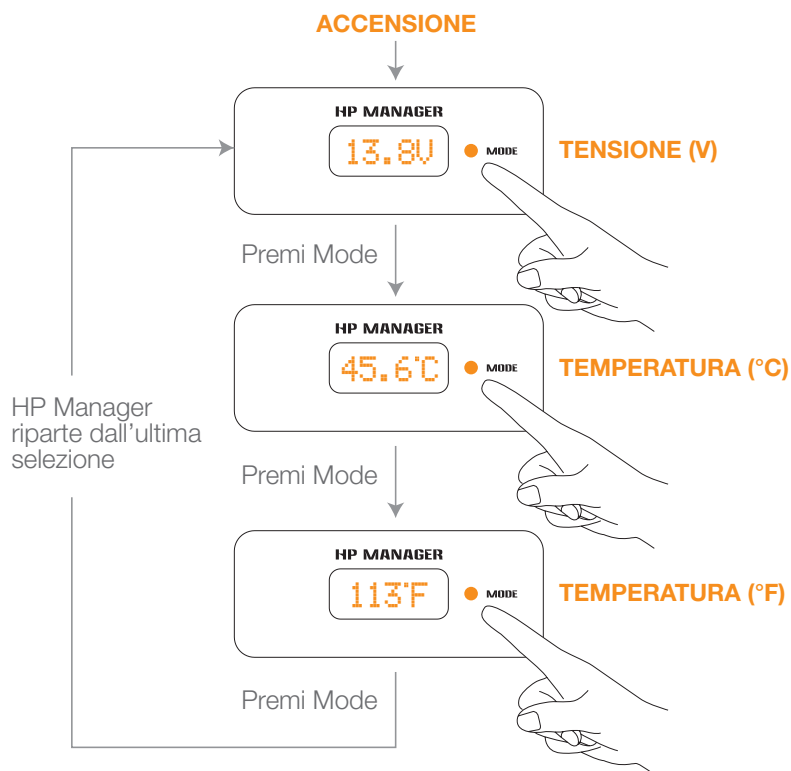 ACCENSIONE
HP MANAGER
13.8V
MODE
TENSIONE (V)
Premi Mode
HP MANAGER
45.6°C
MODE
TEMPERATURA (°C)
HP Manager
riparte dall'ultima
selezione
Premi Mode
HP MANAGER
113°F
MODE
TEMPERATURA (°F)
Premi Mode